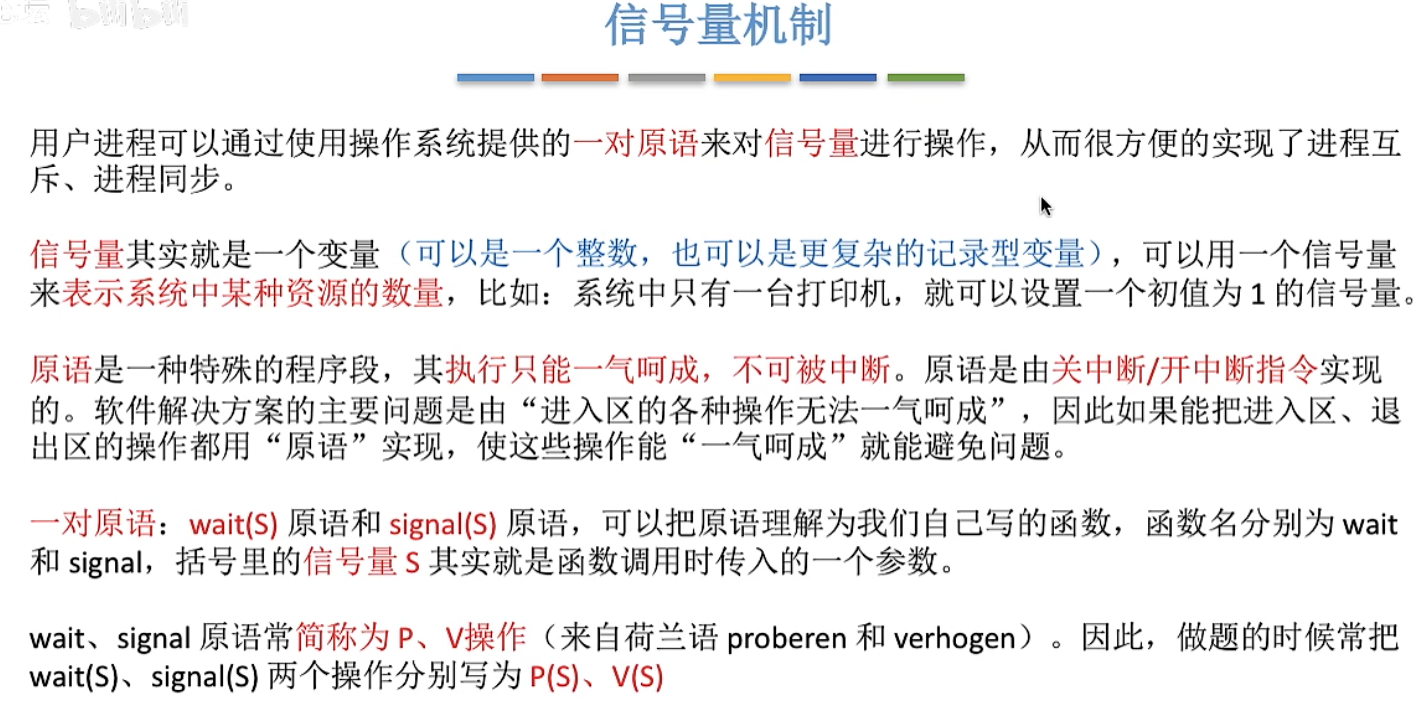 信号量机制
用户进程可以通过使用操作系统提供的一对原语来对信号量进行操作，从而很方便的实现了进程互
斥、进程同步。
信号量其实就是一个变量（可以是一个整数，也可以是更复杂的记录型变量），可以用一个信号量
来表示系统中某种资源的数量，比如：系统中只有一台打印机，就可以设置一个初值为 1 的信号量。
原语是一种特殊的程序段，其执行只能一气呵成，不可被中断。原语是由关中断/开中断指令实现
的。软件解决方案的主要问题是由“进入区的各种操作无法一气呵成”，因此如果能把进入区、退
出区的操作都用“原语”实现，使这些操作能“一气呵成”就能避免问题。
一对原语：wait(S) 原语和 signal(S) 原语，可以把原语理解为我们自己写的函数，函数名分别为 wait
和 signal，括号里的信号量 S 其实就是函数调用时传入的一个参数。
wait、signal 原语常简称为 P、V操作（来自荷兰语 proberen 和 verhogen）。因此，做题的时候常把
wait(S)、signal(S) 两个操作分别写为 P(S)、V(S)